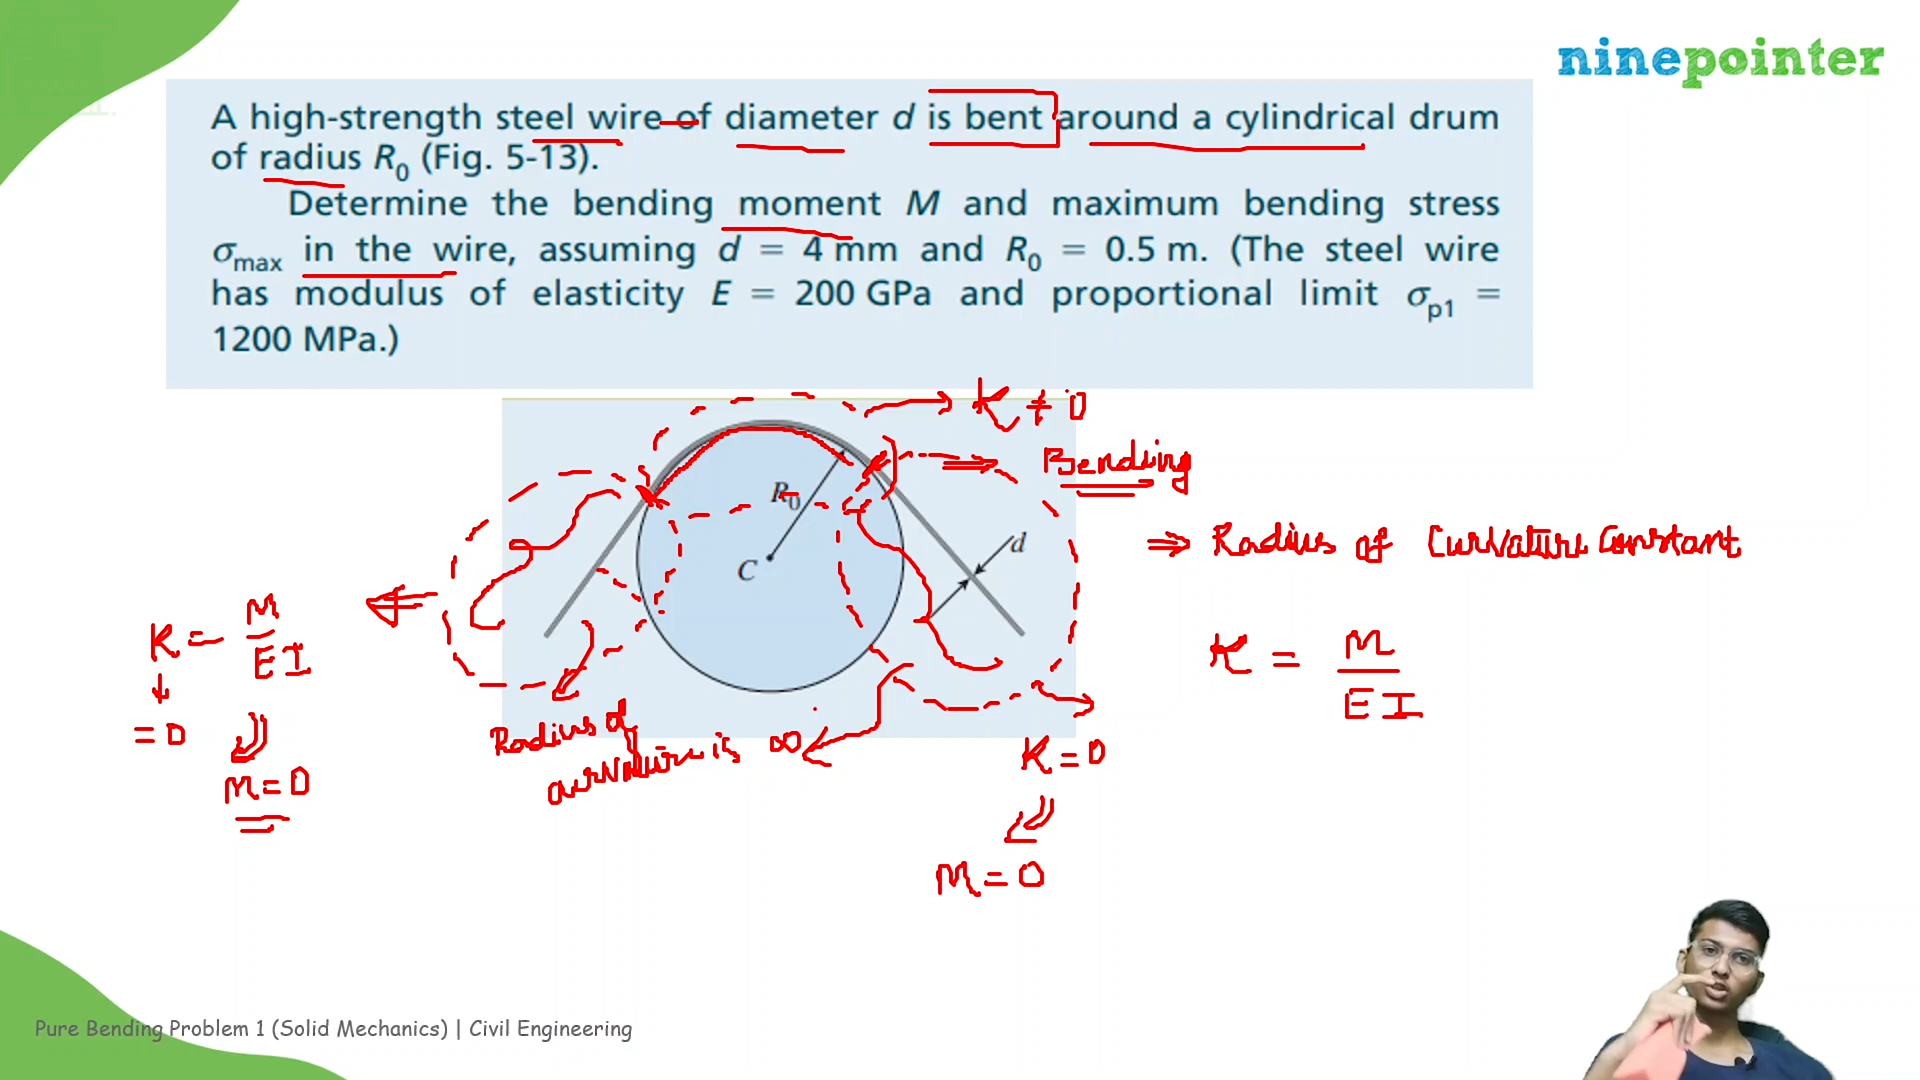 ninepointer
A high-strength steel wire of diameter d is bent around a cylindrical drum
of radius R0 (Fig. 5-13).
Determine the bending moment M and maximum bending stress
σmax in the wire, assuming d = 4 mm and R0 = 0.5 m. (The steel wire
has modulus of elasticity E = 200 GPa and proportional limit σp1 =
1200 MPa.)
K ≠ 0
Bending
R0
C
d
⇒ Radius of Curvature Constant
K = M/EI
= 0
M = 0
Radius of
curvature is ∞
K = M/EI
K = 0
M = 0
Pure Bending Problem 1 (Solid Mechanics) | Civil Engineering